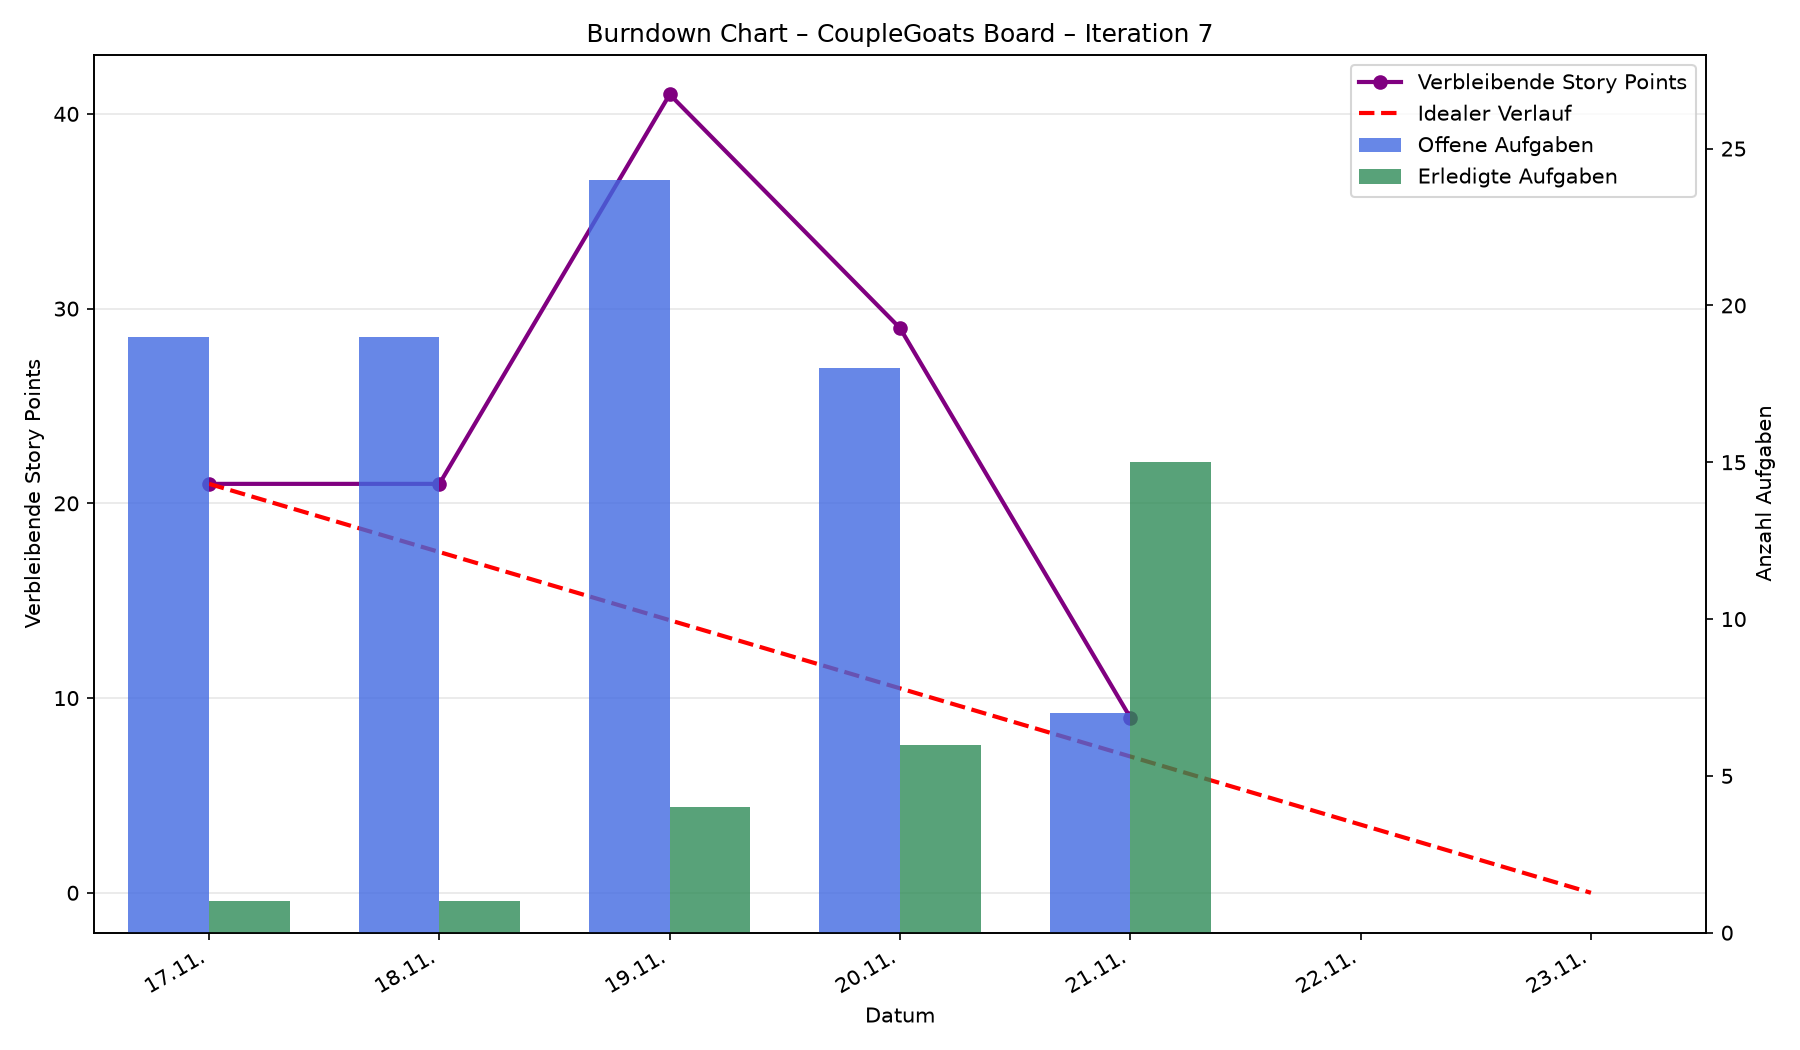 Burndown Chart – CoupleGoats Board – Iteration 7
Verbleibende Story Points
Idealer Verlauf
Offene Aufgaben
Erledigte Aufgaben
Verbleibende Story Points
40
30
20
10
0
Anzahl Aufgaben
25
20
15
10
5
0
17.11.
18.11.
19.11.
20.11.
21.11.
22.11.
23.11.
Datum